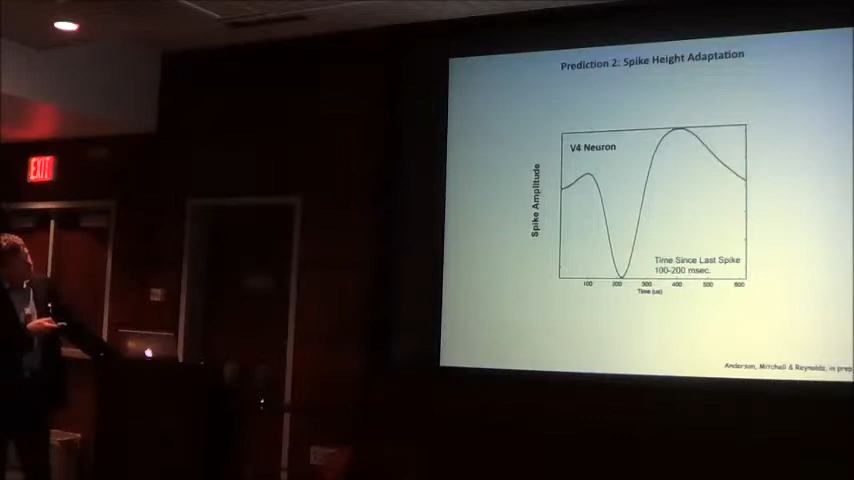 Prediction 2: Spike Height Adaptation
V4 Neuron
Spike Amplitude
Time Since Last Spike
100-200 msec.
100 200 300 400 500 600
Time (us)
Anderson, Mitchell & Reynolds, in prep
EXIT